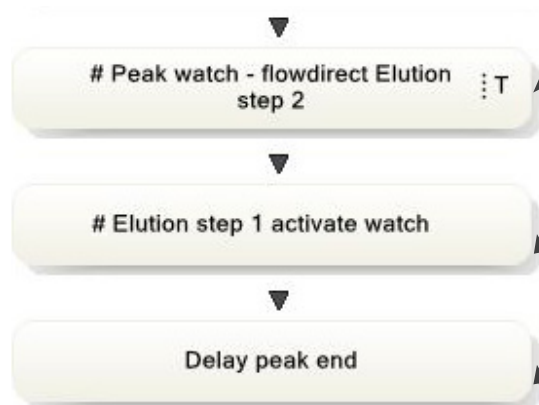 # Peak watch - flowdirect Elution
step 2
T
# Elution step 1 activate watch
Delay peak end